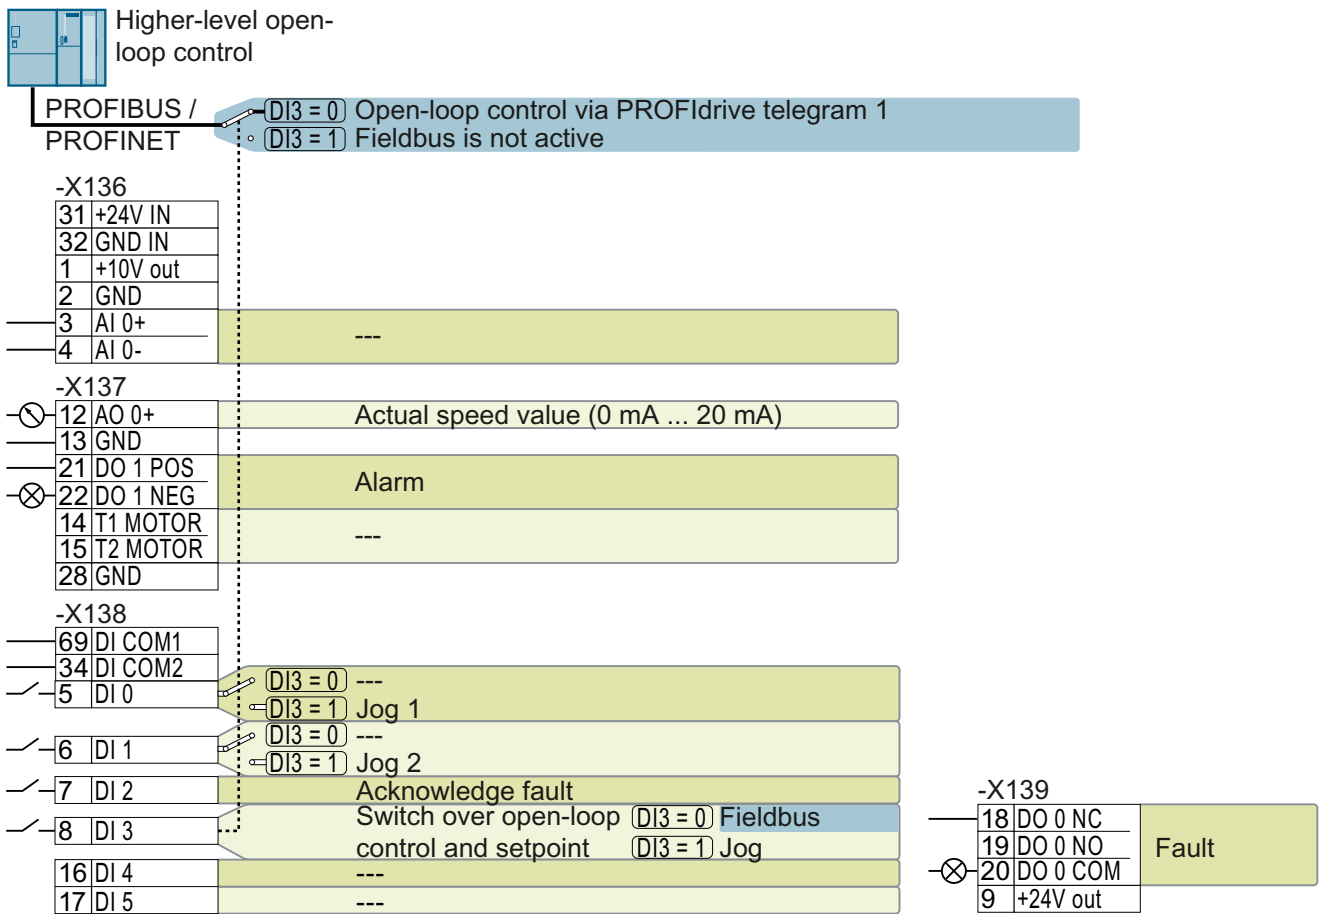 Higher-level open-
loop control
PROFIBUS /
PROFINET
DI3 = 0 Open-loop control via PROFIdrive telegram 1
DI3 = 1 Fieldbus is not active
-X136
31 +24V IN
32 GND IN
1 +10V out
2 GND
3 AI 0+
---
4 AI 0-
-X137
12 AO 0+ Actual speed value (0 mA ... 20 mA)
13 GND
21 DO 1 POS
Alarm
22 DO 1 NEG
14 T1 MOTOR
---
15 T2 MOTOR
28 GND
-X138
69 DI COM1
34 DI COM2
5 DI 0
DI3 = 0 ---
DI3 = 1 Jog 1
6 DI 1
DI3 = 0 ---
DI3 = 1 Jog 2
7 DI 2 Acknowledge fault
8 DI 3
Switch over open-loop DI3 = 0 Fieldbus
control and setpoint DI3 = 1 Jog
16 DI 4 ---
17 DI 5 ---
-X139
18 DO 0 NC
19 DO 0 NO
Fault
20 DO 0 COM
9 +24V out